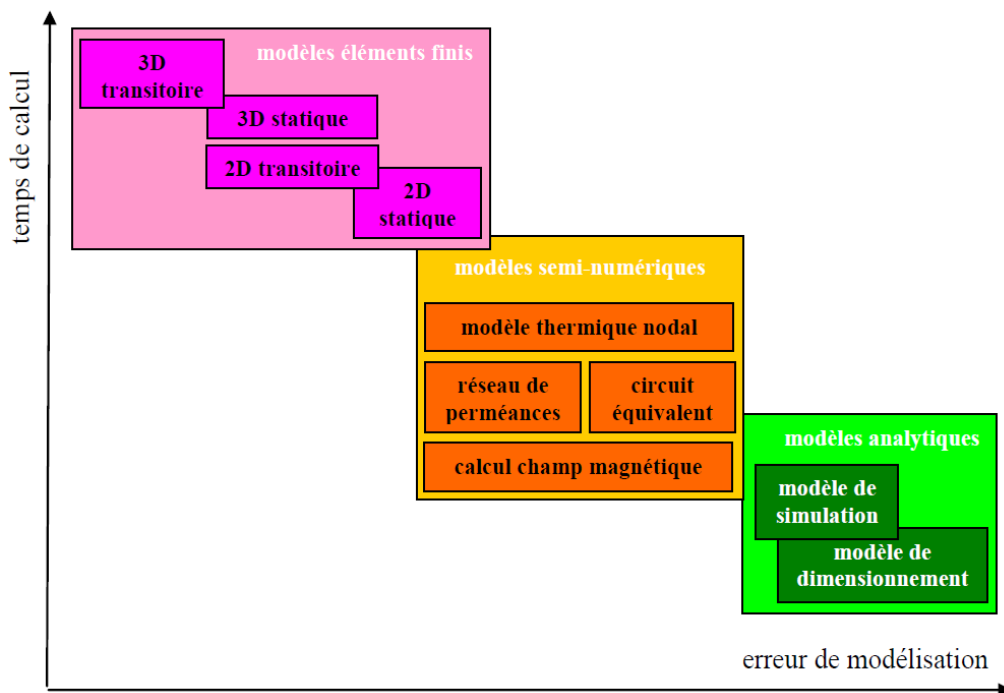 temps de calcul
modèles éléments finis
3D
transitoire
3D statique
2D transitoire
2D
statique
modèles semi-numériques
modèle thermique nodal
réseau de
perméances
circuit
équivalent
calcul champ magnétique
modèles analytiques
modèle de
simulation
modèle de
dimensionnement
erreur de modélisation